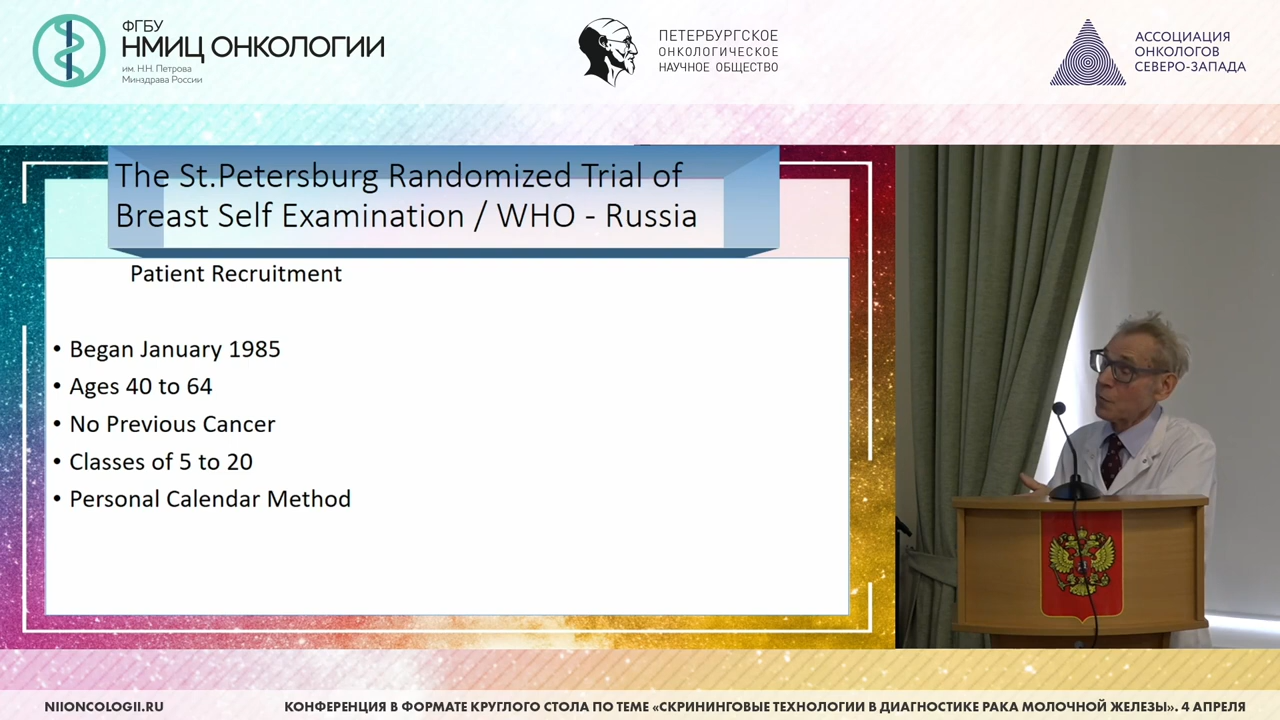 ФГБУ
НМИЦ ОНКОЛОГИИ
им. Н.Н. Петрова
Минздрава России
ПЕТЕРБУРГСКОЕ
ОНКОЛОГИЧЕСКОЕ
НАУЧНОЕ ОБЩЕСТВО
АССОЦИАЦИЯ
ОНКОЛОГОВ
СЕВЕРО-ЗАПАДА
The St.Petersburg Randomized Trial of
Breast Self Examination / WHO - Russia
Patient Recruitment
• Began January 1985
• Ages 40 to 64
• No Previous Cancer
• Classes of 5 to 20
• Personal Calendar Method
NIIONCOLOGII.RU
КОНФЕРЕНЦИЯ В ФОРМАТЕ КРУГЛОГО СТОЛА ПО ТЕМЕ «СКРИНИНГОВЫЕ ТЕХНОЛОГИИ В ДИАГНОСТИКЕ РАКА МОЛОЧНОЙ ЖЕЛЕЗЫ». 4 АПРЕЛЯ